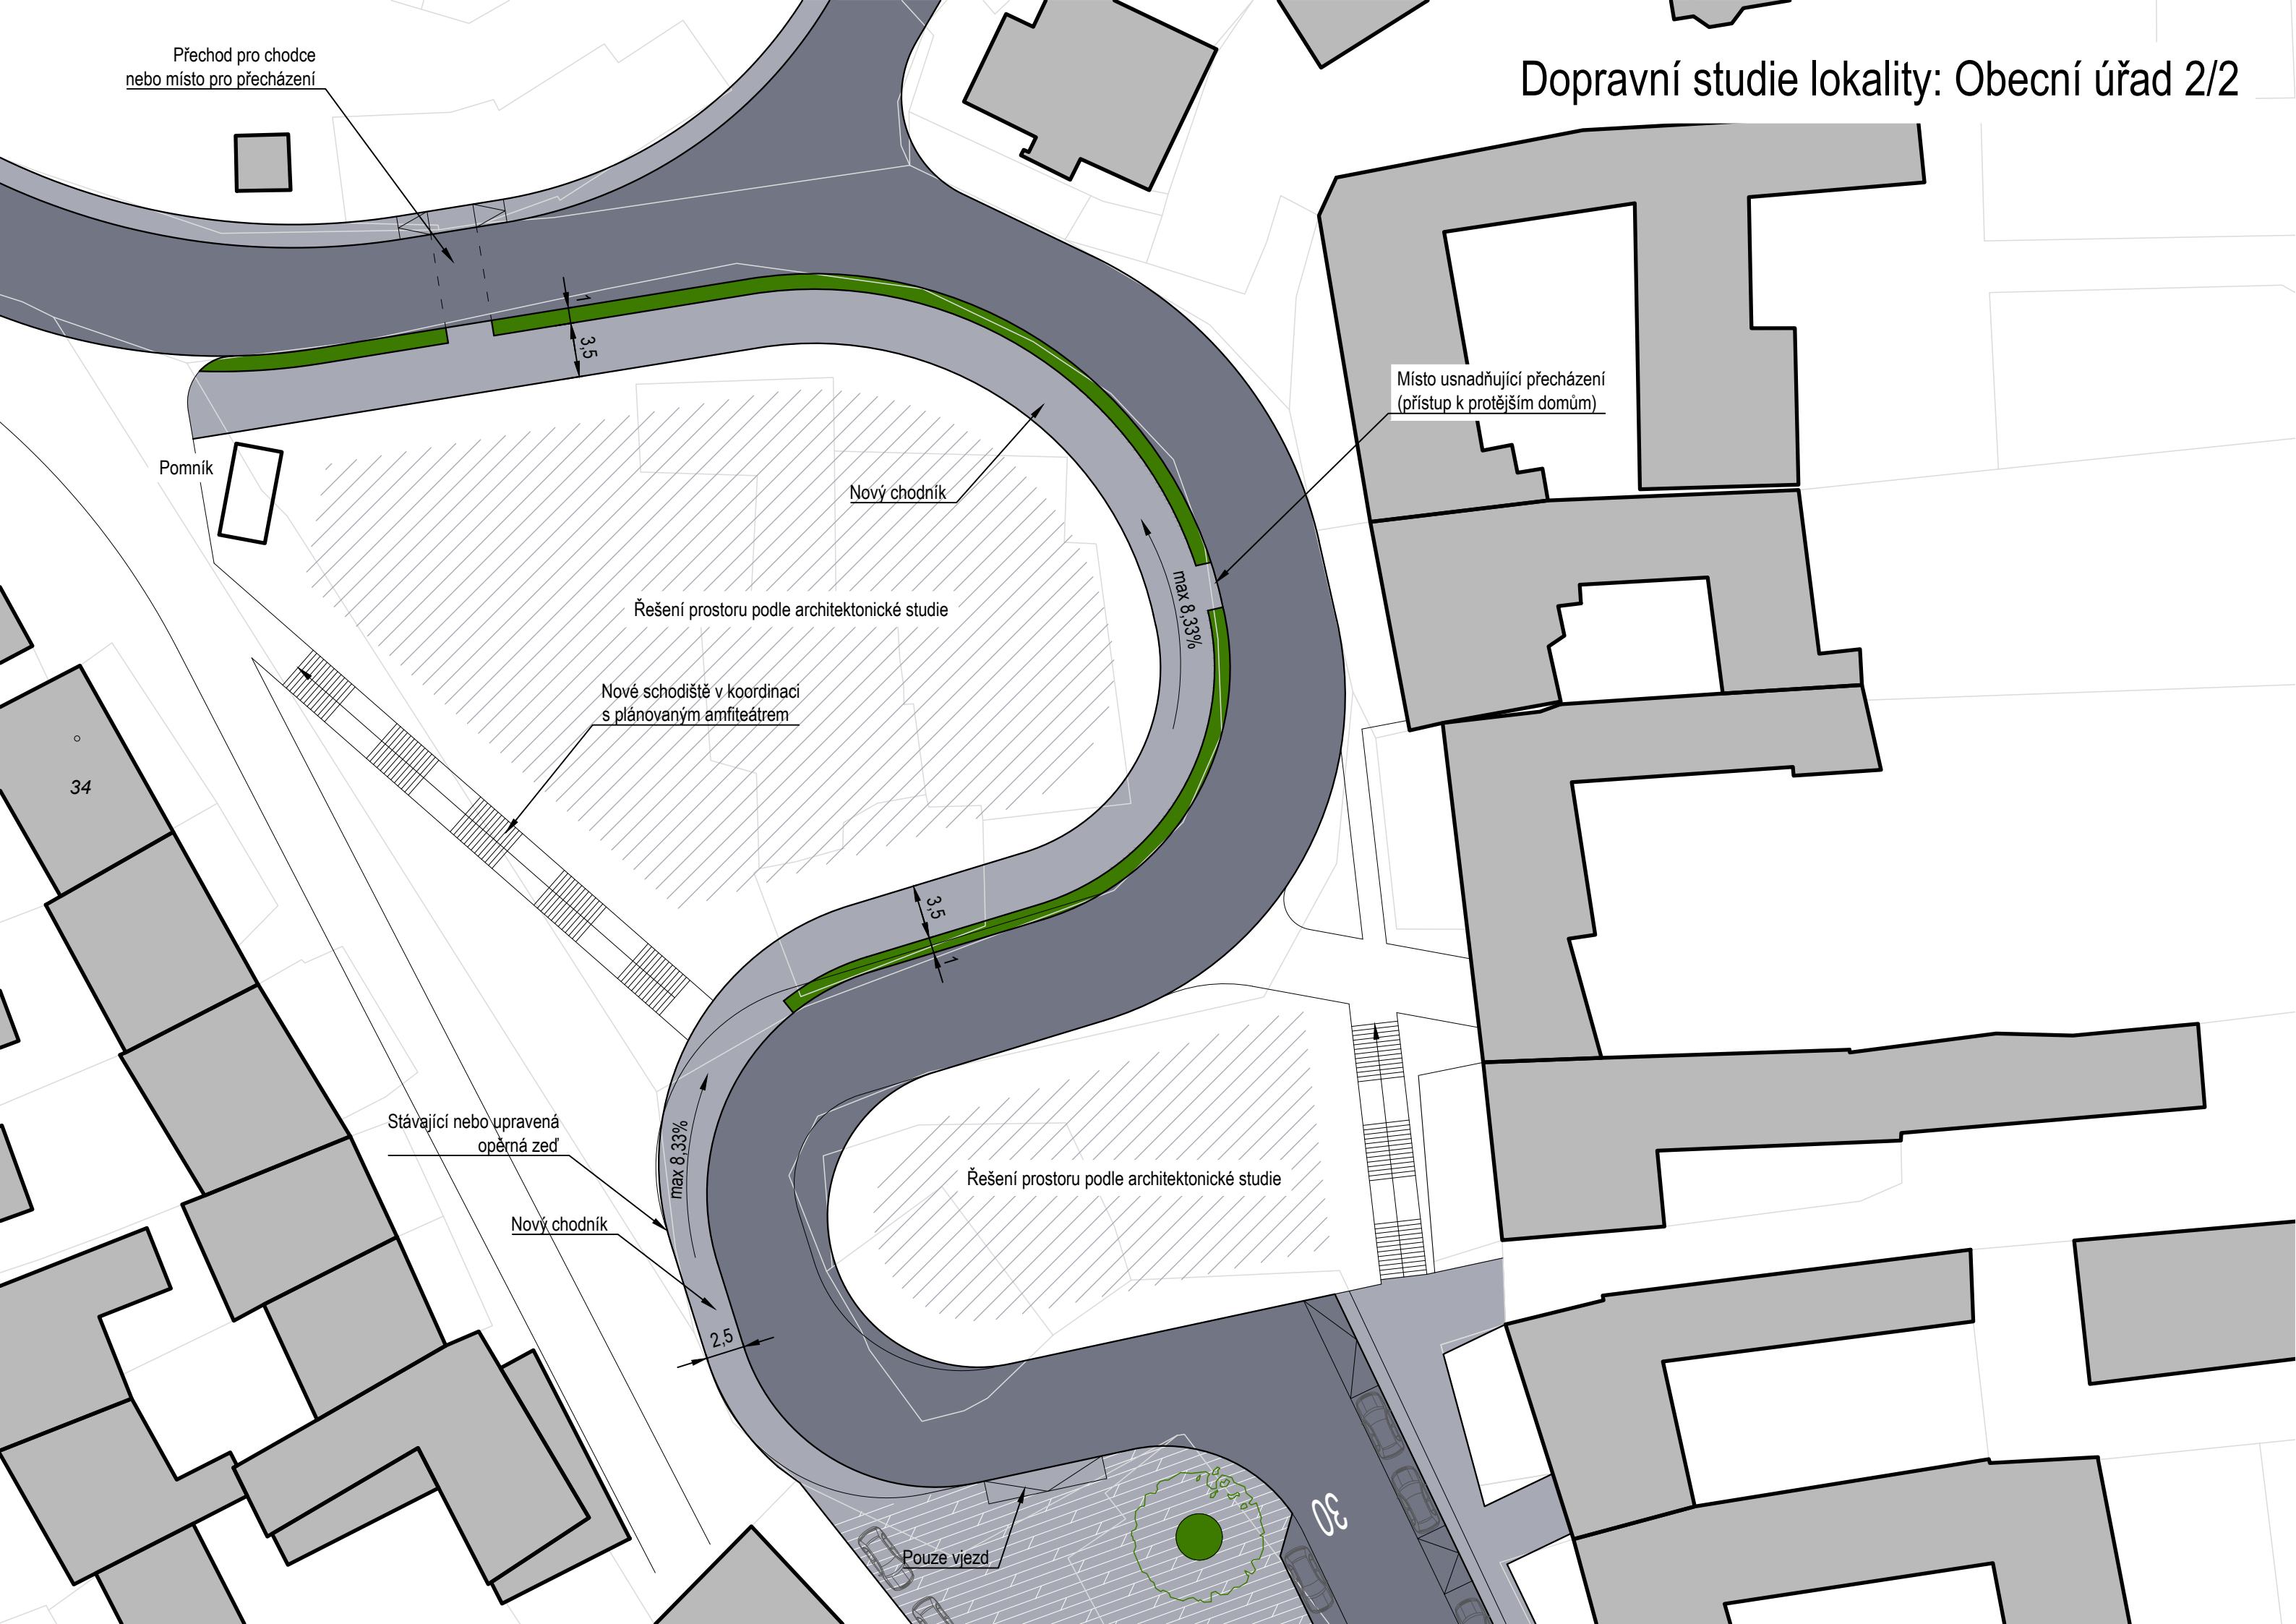 Dopravní studie lokality: Obecní úřad 2/2
Přechod pro chodce
nebo místo pro přecházení
1
3,5
Místo usnadňující přecházení
(přístup k protějším domům)
Pomník
Nový chodník
max 8,33%
Řešení prostoru podle architektonické studie
Nové schodiště v koordinaci
s plánovaným amfiteátrem
34
3,5
1
Stávající nebo upravená
opěrná zeď
max 8,33%
Řešení prostoru podle architektonické studie
Nový chodník
2,5
30
Pouze vjezd